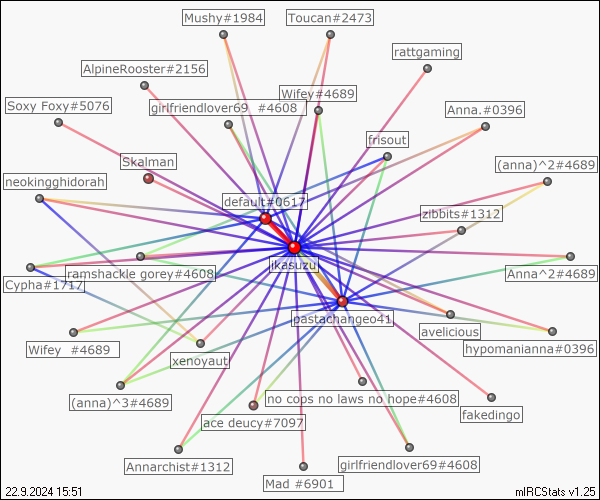 Mushy#1984
Toucan#2473
rattgaming
AlpineRooster#2156
Wifey#4689
Soxy Foxy#5076
girlfriendlover69 #4608
Anna.#0396
frisout
Skalman
(anna)^2#4689
neokingghidorah
default#0617
zibbits#1312
ikasuzu
ramshackle gorey#4608
Anna^2#4689
Cypha#1717
pastachangeo41
avelicious
Wifey #4689
xenoyaut
hypomanianna#0396
(anna)^3#4689
no cops no laws no hope#4608
fakedingo
ace deucy#7097
Annarchist#1312
girlfriendlover69#4608
Mad #6901
22.9.2024 15:51
mIRCStats v1.25